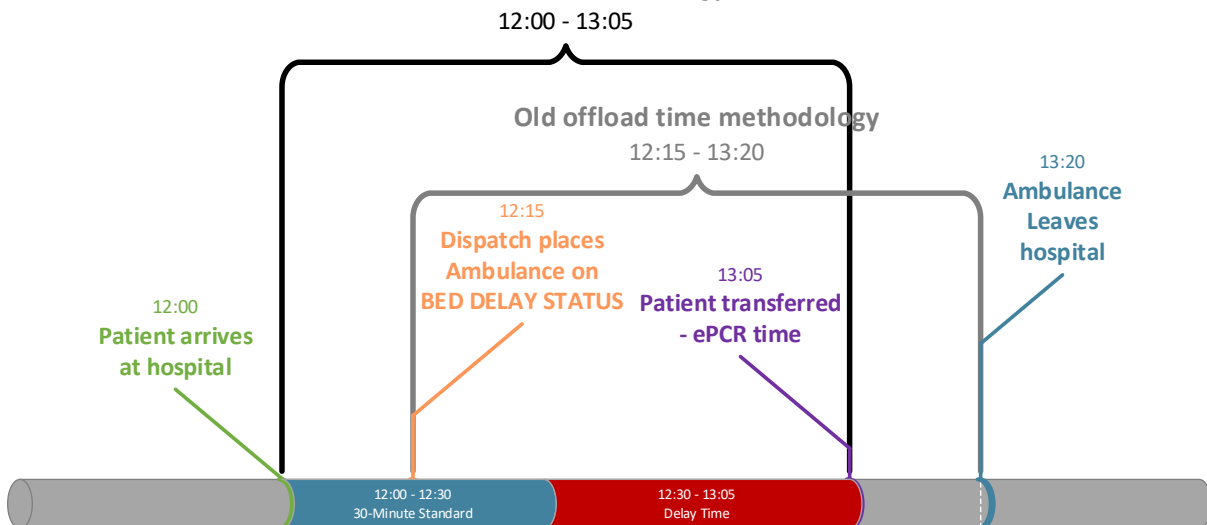 12:00 - 13:05
Old offload time methodology
12:15 - 13:20
13:20
Ambulance
Leaves
hospital
12:15
Dispatch places
Ambulance on
BED DELAY STATUS
13:05
Patient transferred
- ePCR time
12:00
Patient arrives
at hospital
12:00 - 12:30
30-Minute Standard
12:30 - 13:05
Delay Time